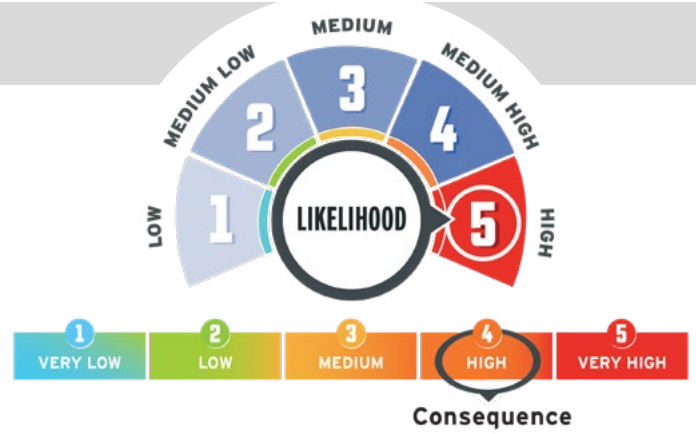 MEDIUM
MEDIUM LOW
MEDIUM HIGH
3
2
4
1
LIKELIHOOD
5
LOW
HIGH
1
2
3
4
5
VERY LOW
LOW
MEDIUM
HIGH
VERY HIGH
Consequence